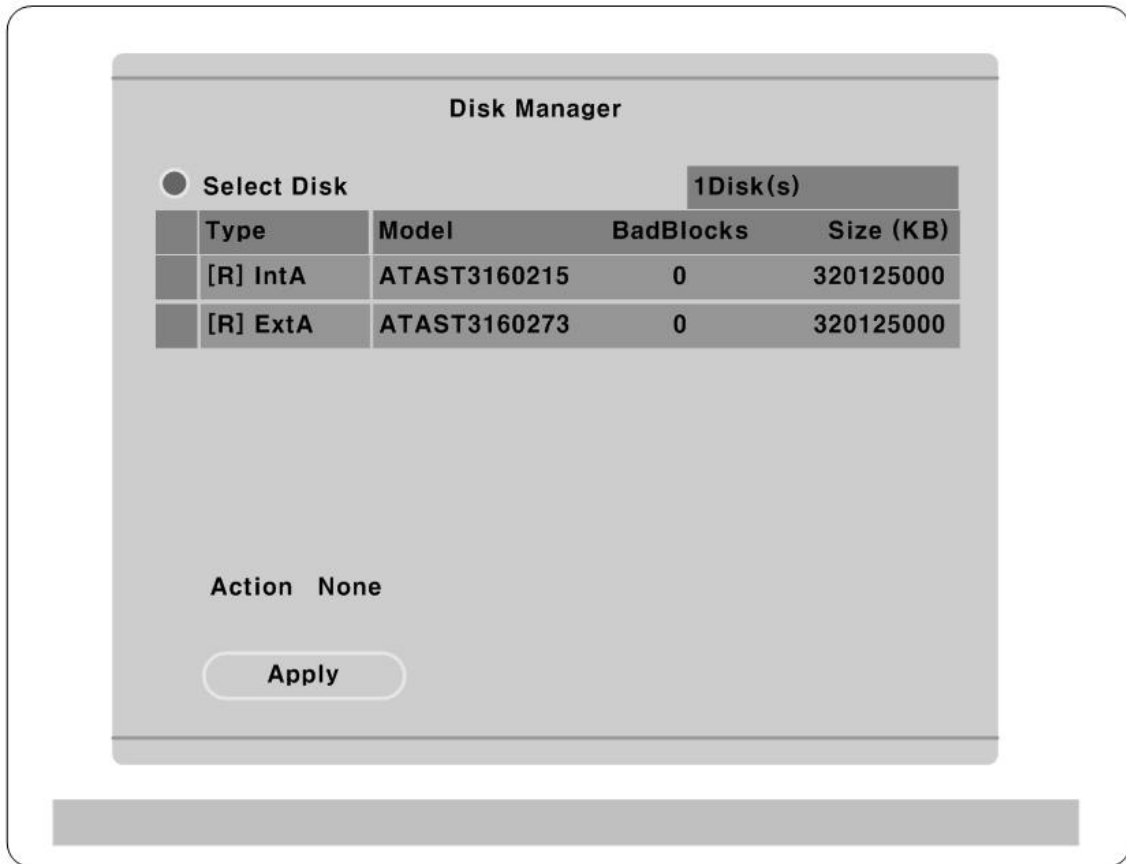 Disk Manager
Select Disk 1Disk(s)
Type Model BadBlocks Size (KB)
[R] IntA ATAST3160215 0 320125000
[R] ExtA ATAST3160273 0 320125000
Action None
Apply